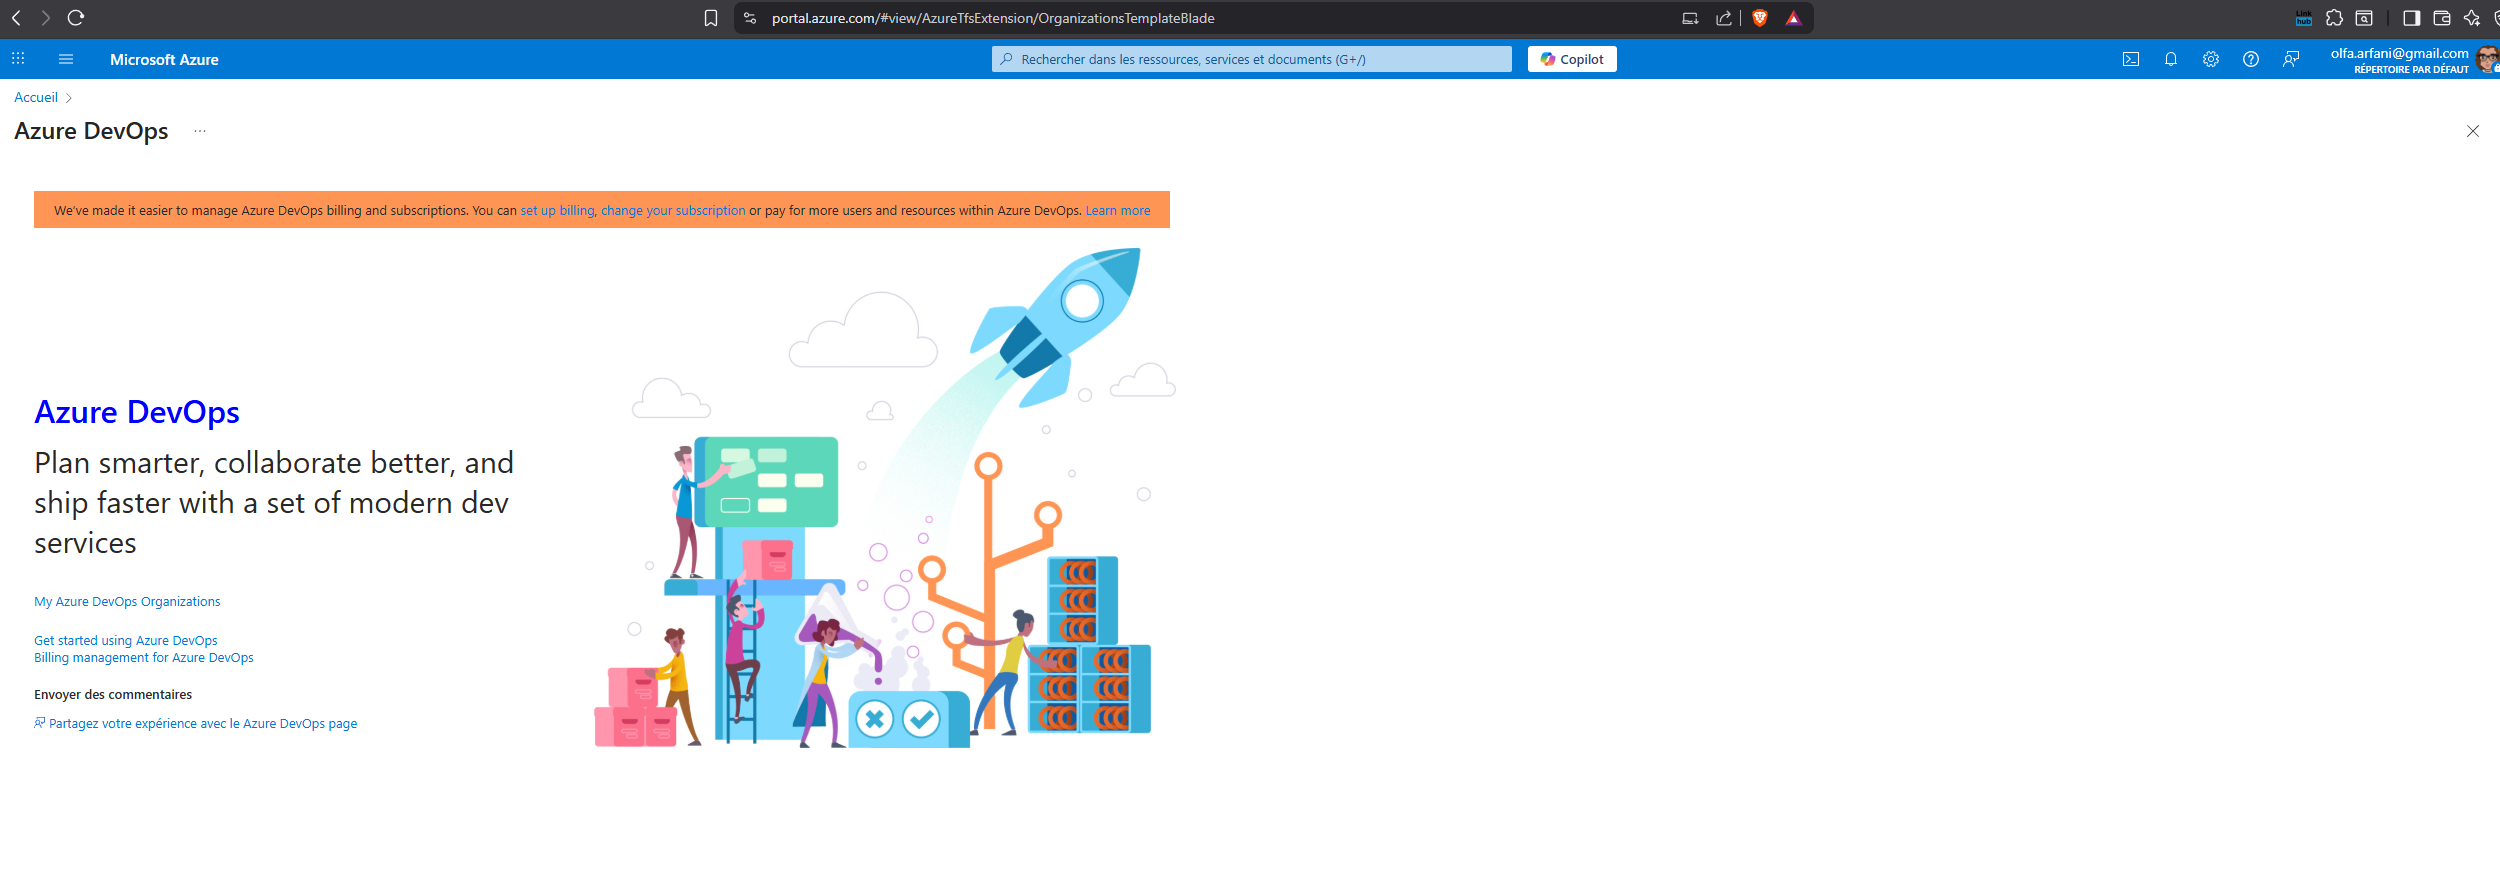 portal.azure.com/#view/AzureTfsExtension/OrganizationsTemplateBlade
Link
hub
Microsoft Azure
Rechercher dans les ressources, services et documents (G+/)
Copilot
olfa.arfani@gmail.com
RÉPERTOIRE PAR DÉFAUT
Accueil
Azure DevOps
We've made it easier to manage Azure DevOps billing and subscriptions. You can set up billing, change your subscription or pay for more users and resources within Azure DevOps. Learn more
Azure DevOps
Plan smarter, collaborate better, and
ship faster with a set of modern dev
services
My Azure DevOps Organizations
Get started using Azure DevOps
Billing management for Azure DevOps
Envoyer des commentaires
Partagez votre expérience avec le Azure DevOps page